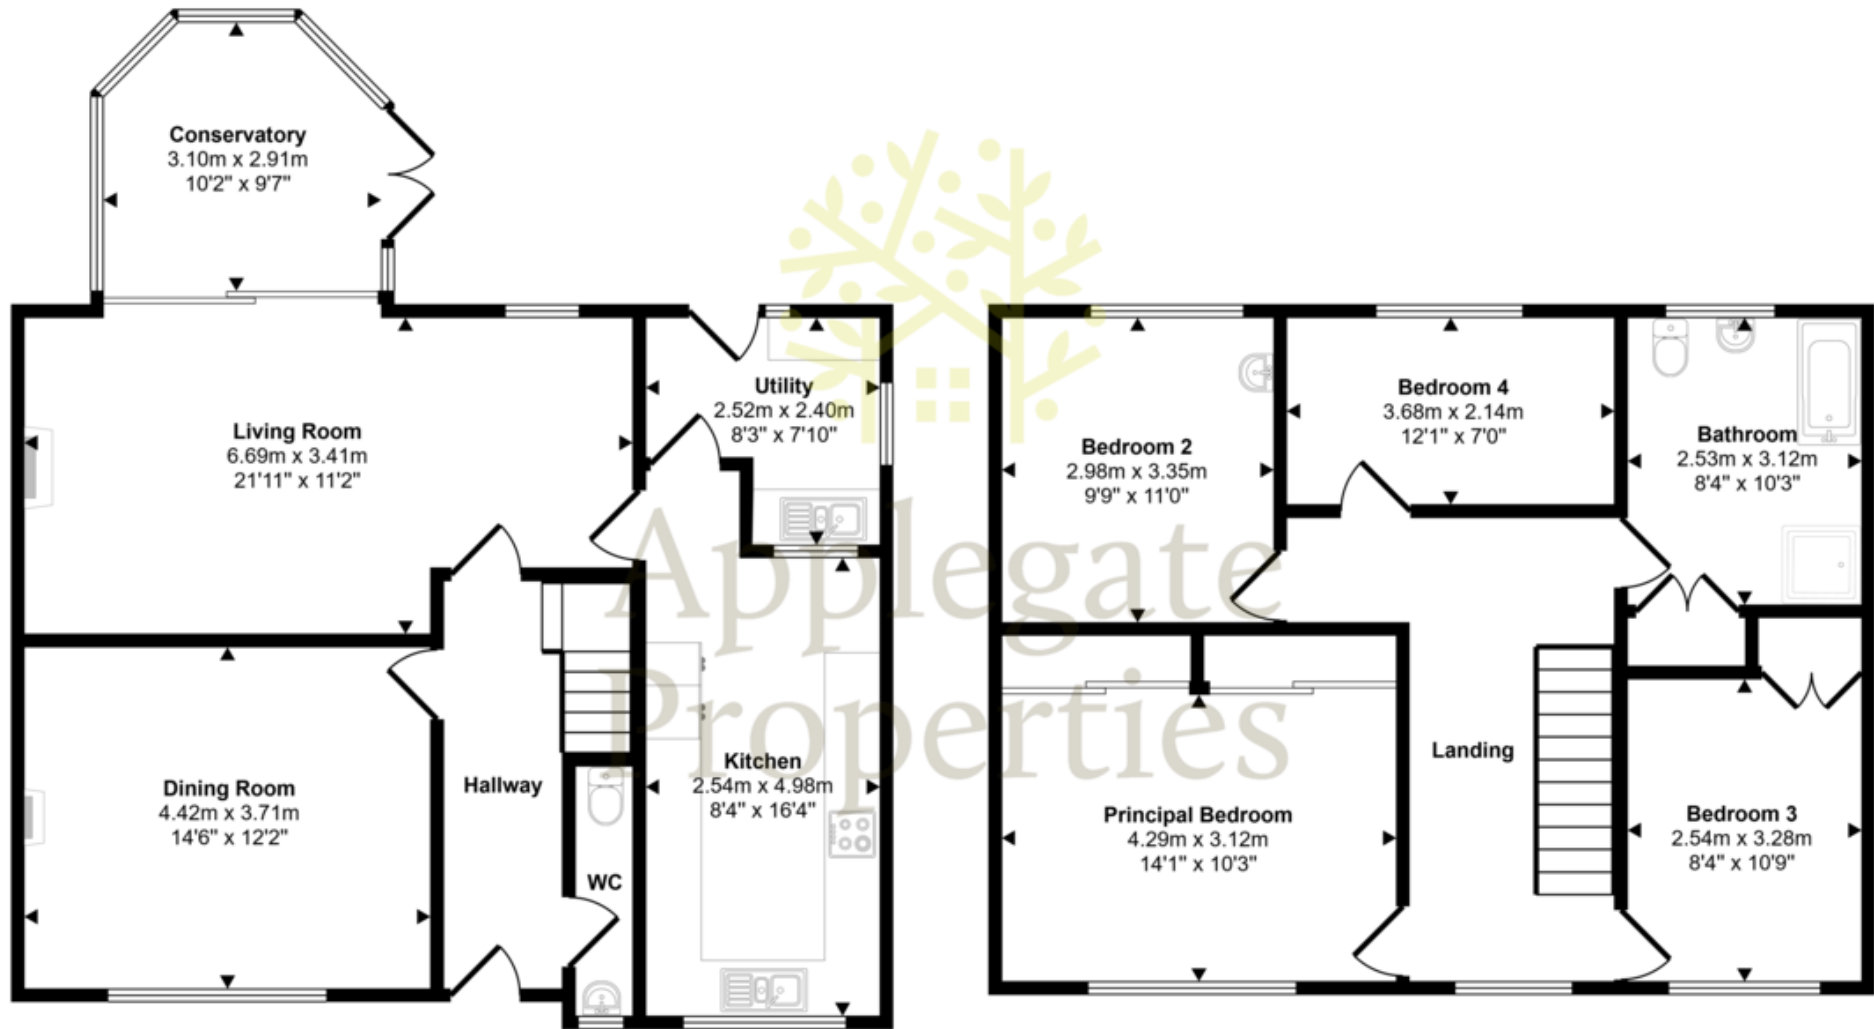 Conservatory
3.10m x 2.91m
10'2" x 9'7"
Living Room
6.69m x 3.41m
21'11" x 11'2"
Utility
2.52m x 2.40m
8'3" x 7'10"
Dining Room
4.42m x 3.71m
14'6" x 12'2"
Hallway
WC
Kitchen
2.54m x 4.98m
8'4" x 16'4"
Applegate
Properties
Bedroom 2
2.98m x 3.35m
9'9" x 11'0"
Bedroom 4
3.68m x 2.14m
12'1" x 7'0"
Bathroom
2.53m x 3.12m
8'4" x 10'3"
Landing
Principal Bedroom
4.29m x 3.12m
14'1" x 10'3"
Bedroom 3
2.54m x 3.28m
8'4" x 10'9"